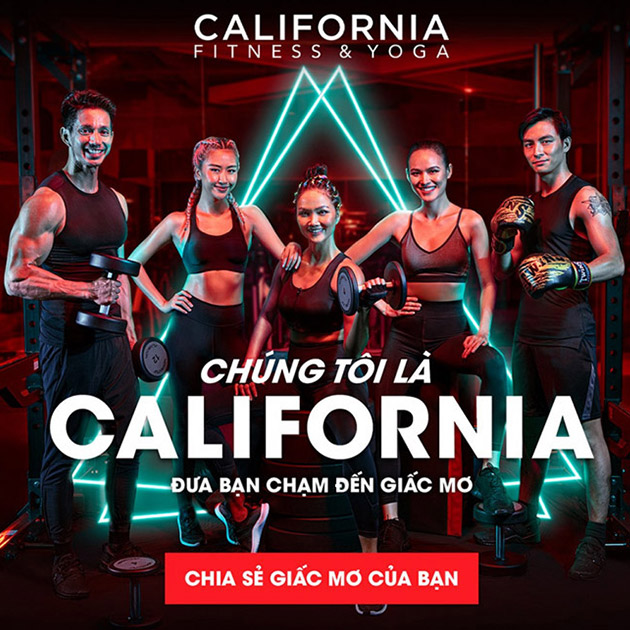 CALIFORNIA
FITNESS & YOGA
CHÚNG TÔI LÀ
CALIFORNIA
ĐƯA BẠN CHẠM ĐẾN GIẤC MƠ
CHIA SẺ GIẤC MƠ CỦA BẠN